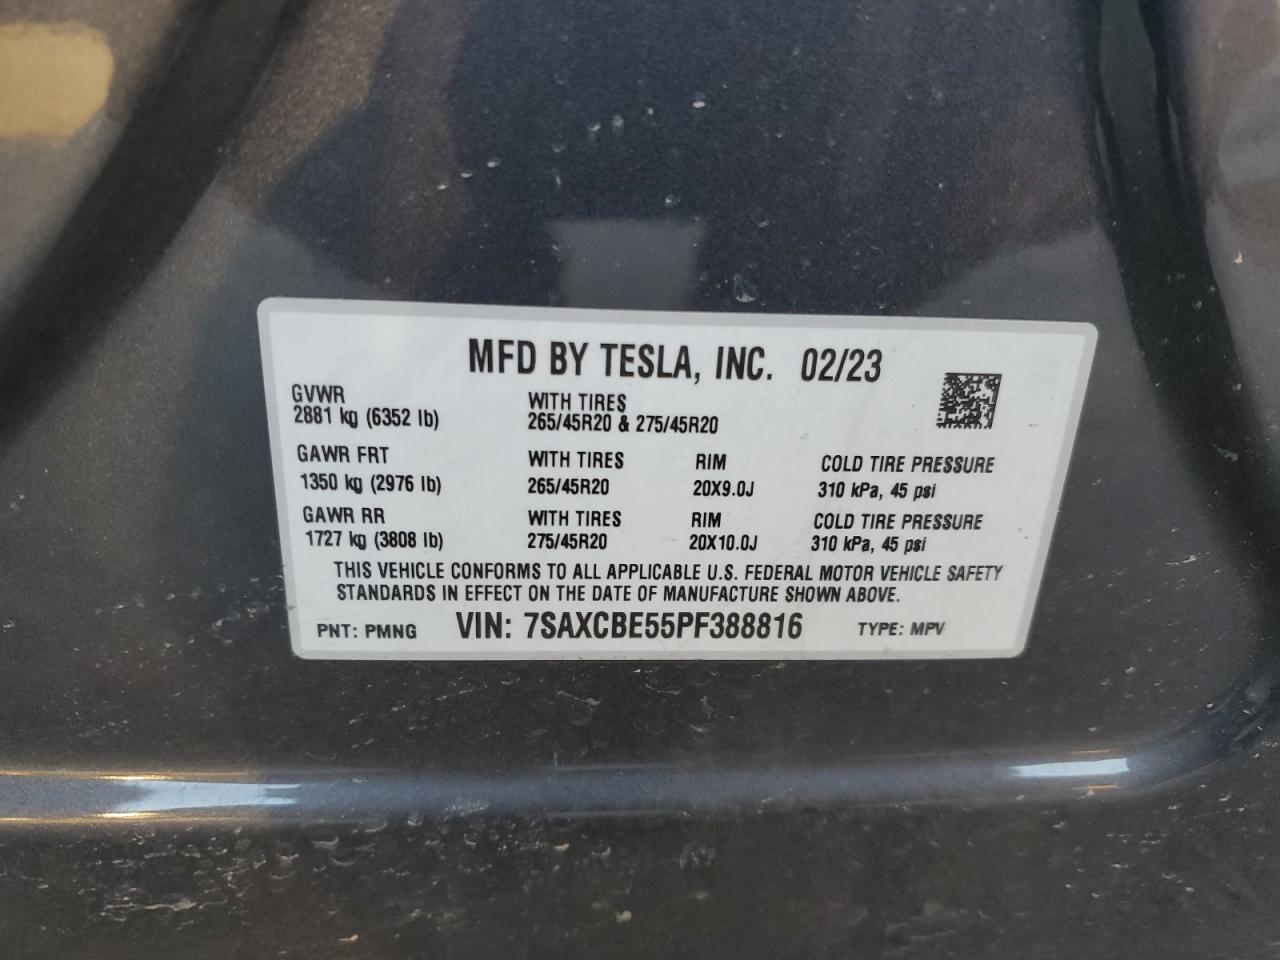 MFD BY TESLA, INC. 02/23
GVWR
2881 kg (6352 lb)
WITH TIRES
265/45R20 & 275/45R20
GAWR FRT
1350 kg (2976 lb)
WITH TIRES
265/45R20
RIM
20X9.0J
COLD TIRE PRESSURE
310 kPa, 45 psi
GAWR RR
1727 kg (3808 lb)
WITH TIRES
275/45R20
RIM
20X10.0J
COLD TIRE PRESSURE
310 kPa, 45 psi
THIS VEHICLE CONFORMS TO ALL APPLICABLE U.S. FEDERAL MOTOR VEHICLE SAFETY
STANDARDS IN EFFECT ON THE DATE OF MANUFACTURE SHOWN ABOVE.
PNT: PMNG VIN: 7SAXCBE55PF388816 TYPE: MPV